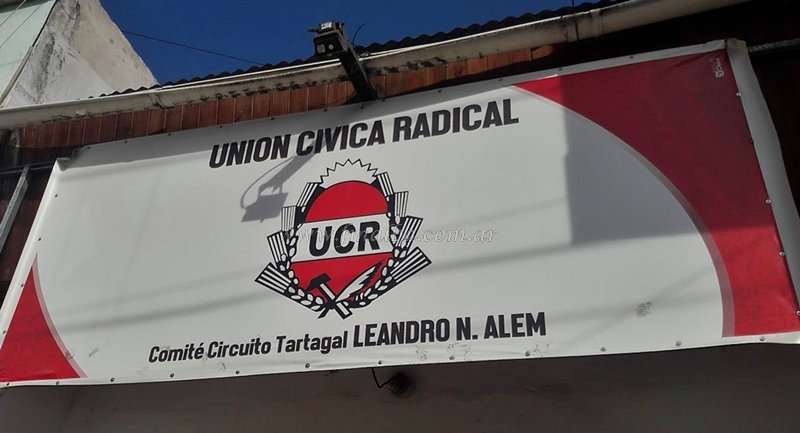 UNION CIVICA RADICAL
UCR
Comité Circuito Tartagal LEANDRO N. ALEM